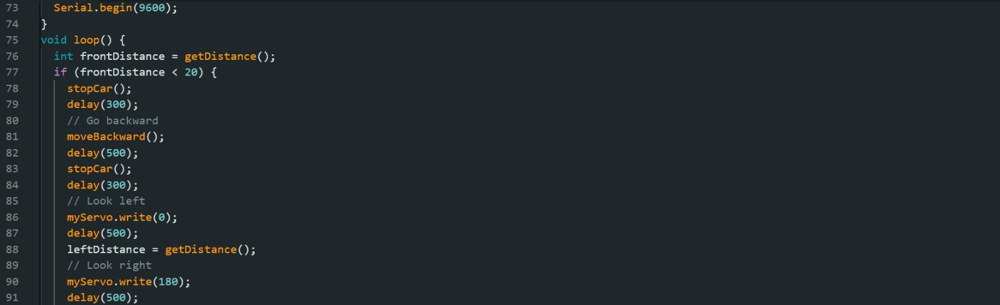 73 Serial.begin(9600);
74 }
75 void loop() {
76 int frontDistance = getDistance();
77 if (frontDistance < 20) {
78 stopCar();
79 delay(300);
80 // Go backward
81 moveBackward();
82 delay(500);
83 stopCar();
84 delay(300);
85 // Look left
86 myServo.write(0);
87 delay(500);
88 leftDistance = getDistance();
89 // Look right
90 myServo.write(180);
91 delay(500);